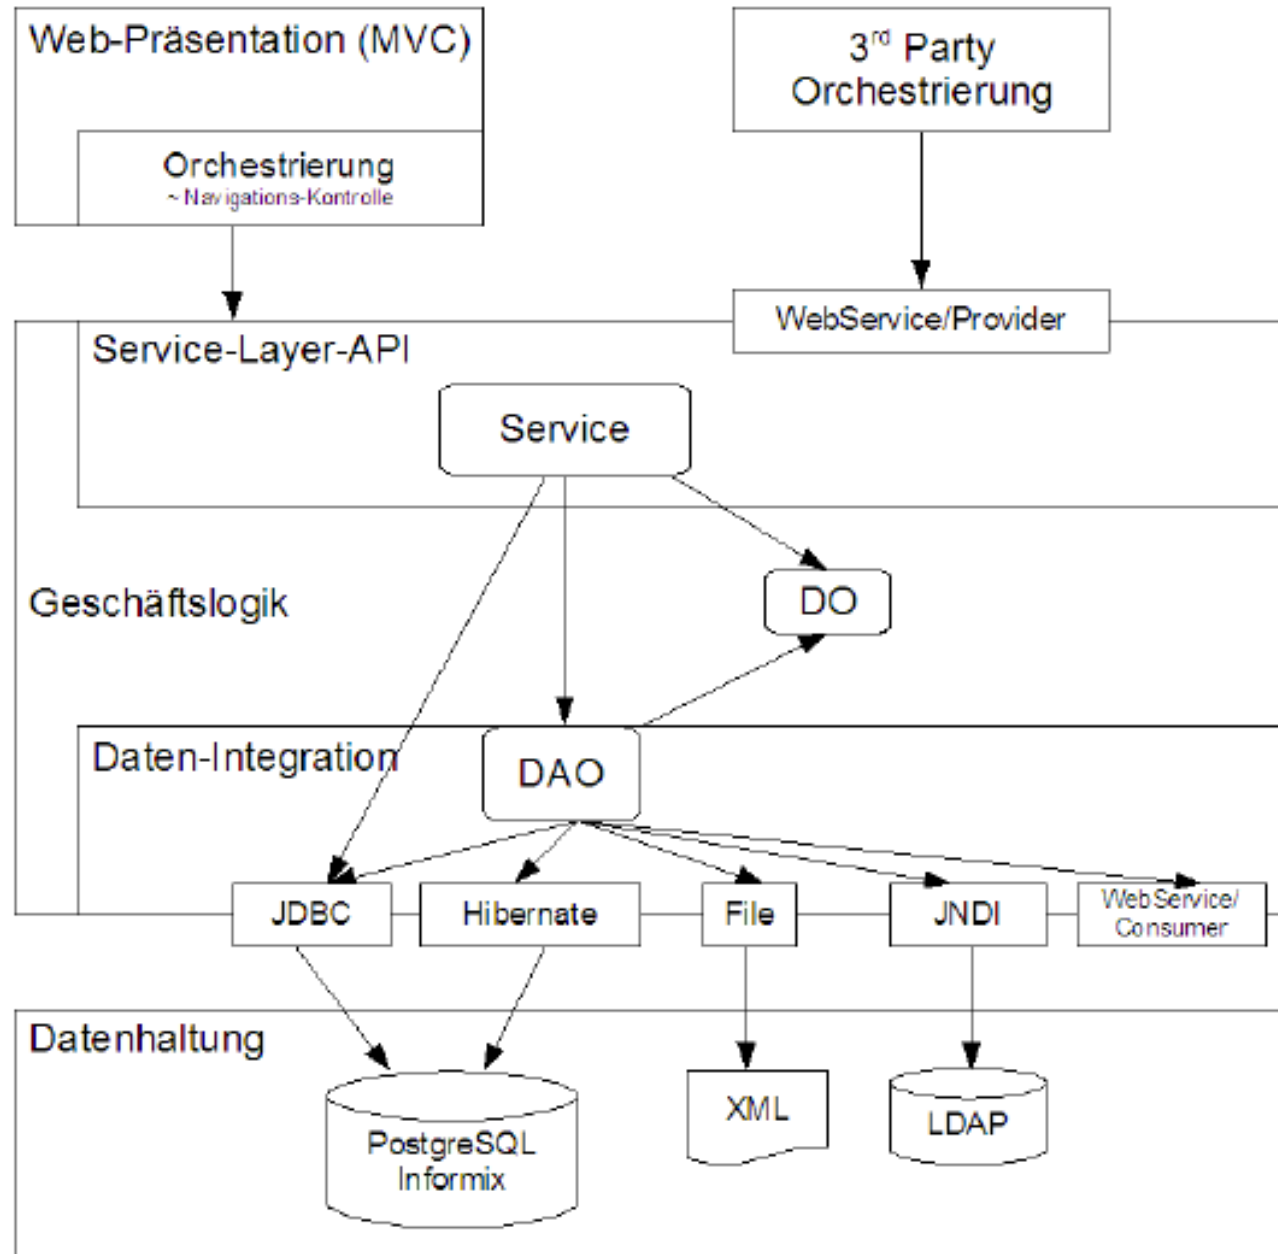 Web-Präsentation (MVC)
Orchestrierung
~ Navigations-Kontrolle
3rd Party
Orchestrierung
WebService/Provider
Service-Layer-API
Service
DO
Geschäftslogik
Daten-Integration
DAO
JDBC
Hibernate
File
JNDI
WebService/
Consumer
Datenhaltung
PostgreSQL
Informix
XML
LDAP